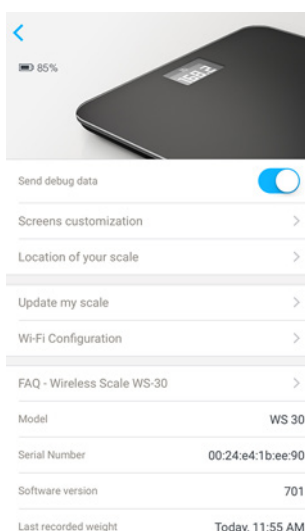 85%
Send debug data
Screens customization
Location of your scale
Update my scale
Wi-Fi Configuration
FAQ - Wireless Scale WS-30
Model WS 30
Serial Number 00:24:e4:1b:ee:90
Software version 701
Last recorded weight Today, 11:55 AM